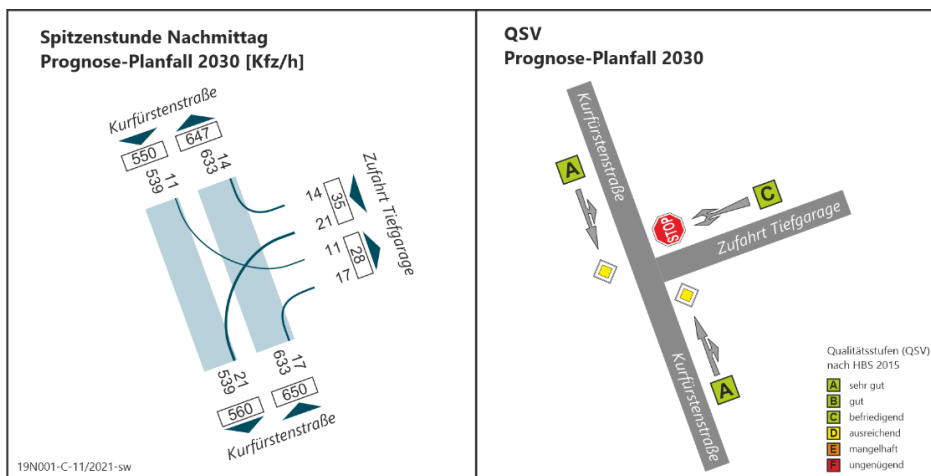 Spitzenstunde Nachmittag
Prognose-Planfall 2030 [Kfz/h]
Kurfürstenstraße
550
647
539
11
633
14
Zufahrt Tiefgarage
14
35
21
11
28
17
21
539
17
633
560
650
Kurfürstenstraße
19N001-C-11/2021-sw
QSV
Prognose-Planfall 2030
Kurfürstenstraße
A
C
STOP
Zufahrt Tiefgarage
Kurfürstenstraße
A
Qualitätsstufen (QSV)
nach HBS 2015
A sehr gut
B gut
C befriedigend
D ausreichend
E mangelhaft
F ungenügend